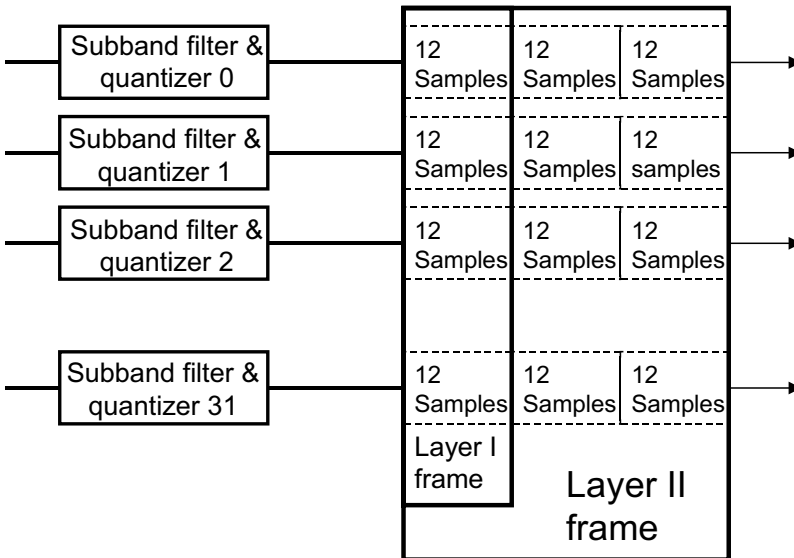 Subband filter &
quantizer 0
12
Samples
12
Samples
12
Samples
Subband filter &
quantizer 1
12
Samples
12
Samples
12
samples
Subband filter &
quantizer 2
12
Samples
12
Samples
12
Samples
Subband filter &
quantizer 31
12
Samples
12
Samples
12
Samples
Layer I
frame
Layer II
frame